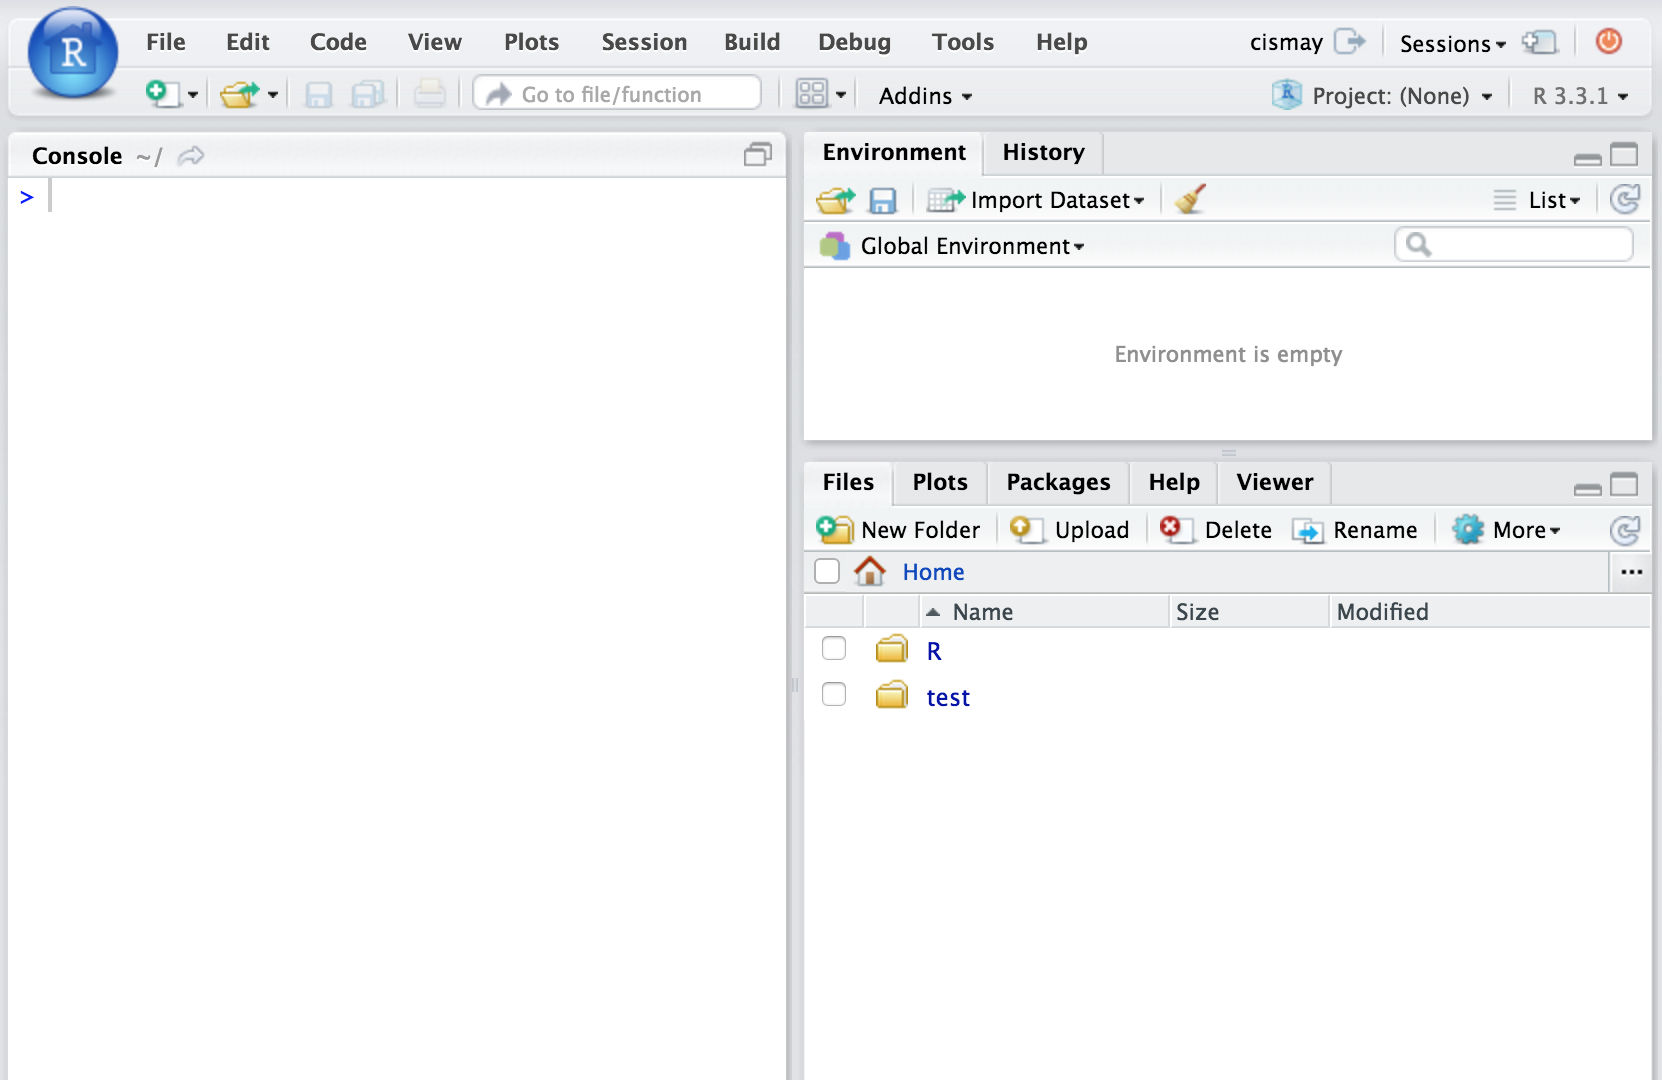 R File Edit Code View Plots Session Build Debug Tools Help cismay Sessions
Go to file/function Addins Project: (None) R 3.3.1
Console ~/
>
Environment History
Import Dataset List
Global Environment
Environment is empty
Files Plots Packages Help Viewer
New Folder Upload Delete Rename More
Home ...
Name Size Modified
R
test